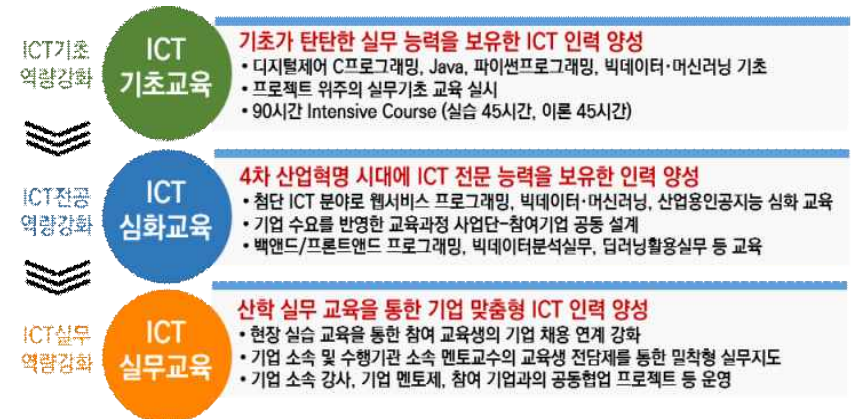 ICT기초
역량강화
ICT
기초교육
기초가 탄탄한 실무 능력을 보유한 ICT 인력 양성
• 디지털제어 C프로그래밍, Java, 파이썬프로그래밍, 빅데이터·머신러닝 기초
• 프로젝트 위주의 실무기초 교육 실시
• 90시간 Intensive Course (실습 45시간, 이론 45시간)
ICT전공
역량강화
ICT
심화교육
4차 산업혁명 시대에 ICT 전문 능력을 보유한 인력 양성
• 첨단 ICT 분야로 웹서비스 프로그래밍, 빅데이터·머신러닝, 산업용인공지능 심화 교육
• 기업 수요를 반영한 교육과정 사업단-참여기업 공동 설계
• 백앤드/프론트앤드 프로그래밍, 빅데이터분석실무, 딥러닝활용실무 등 교육
ICT실무
역량강화
ICT
실무교육
산학 실무 교육을 통한 기업 맞춤형 ICT 인력 양성
• 현장 실습 교육을 통한 참여 교육생의 기업 채용 연계 강화
• 기업 소속 및 수행기관 소속 멘토교수의 교육생 전담제를 통한 밀착형 실무지도
• 기업 소속 강사, 기업 멘토제, 참여 기업과의 공동협업 프로젝트 등 운영